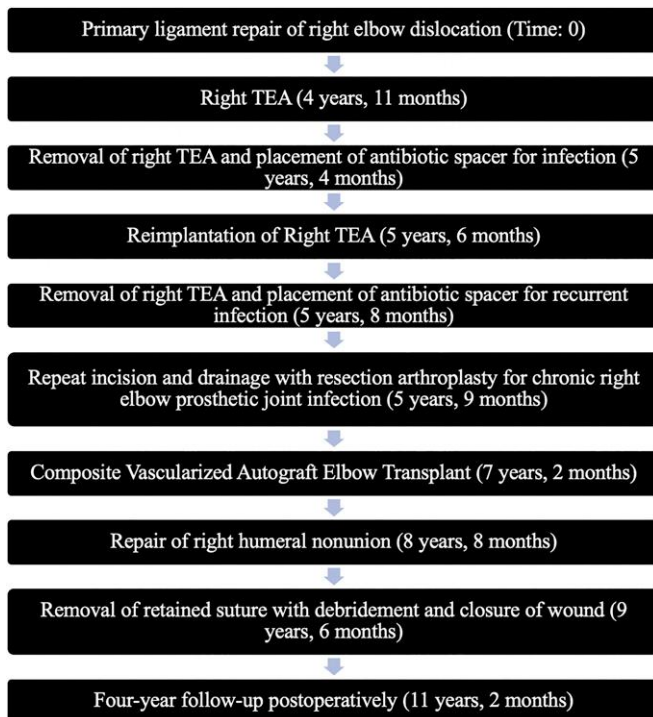 Primary ligament repair of right elbow dislocation (Time: 0)
Right TEA (4 years, 11 months)
Removal of right TEA and placement of antibiotic spacer for infection (5
years, 4 months)
Reimplantation of Right TEA (5 years, 6 months)
Removal of right TEA and placement of antibiotic spacer for recurrent
infection (5 years, 8 months)
Repeat incision and drainage with resection arthroplasty for chronic right
elbow prosthetic joint infection (5 years, 9 months)
Composite Vascularized Autograft Elbow Transplant (7 years, 2 months)
Repair of right humeral nonunion (8 years, 8 months)
Removal of retained suture with debridement and closure of wound (9
years, 6 months)
Four-year follow-up postoperatively (11 years, 2 months)